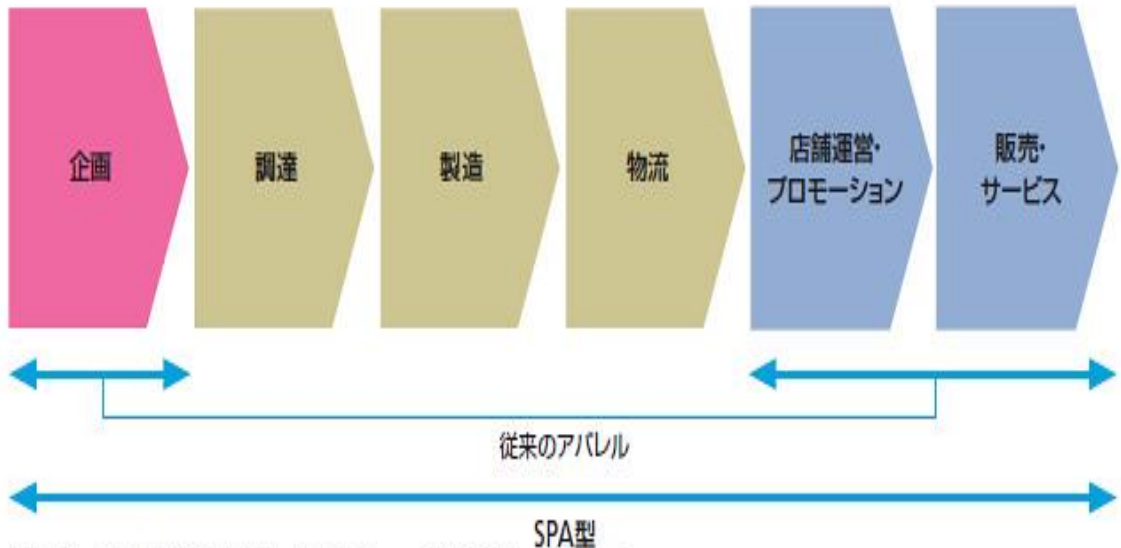 企画
調達
製造
物流
店舗運営・
プロモーション
販売・
サービス
従来のアパレル
SPA型